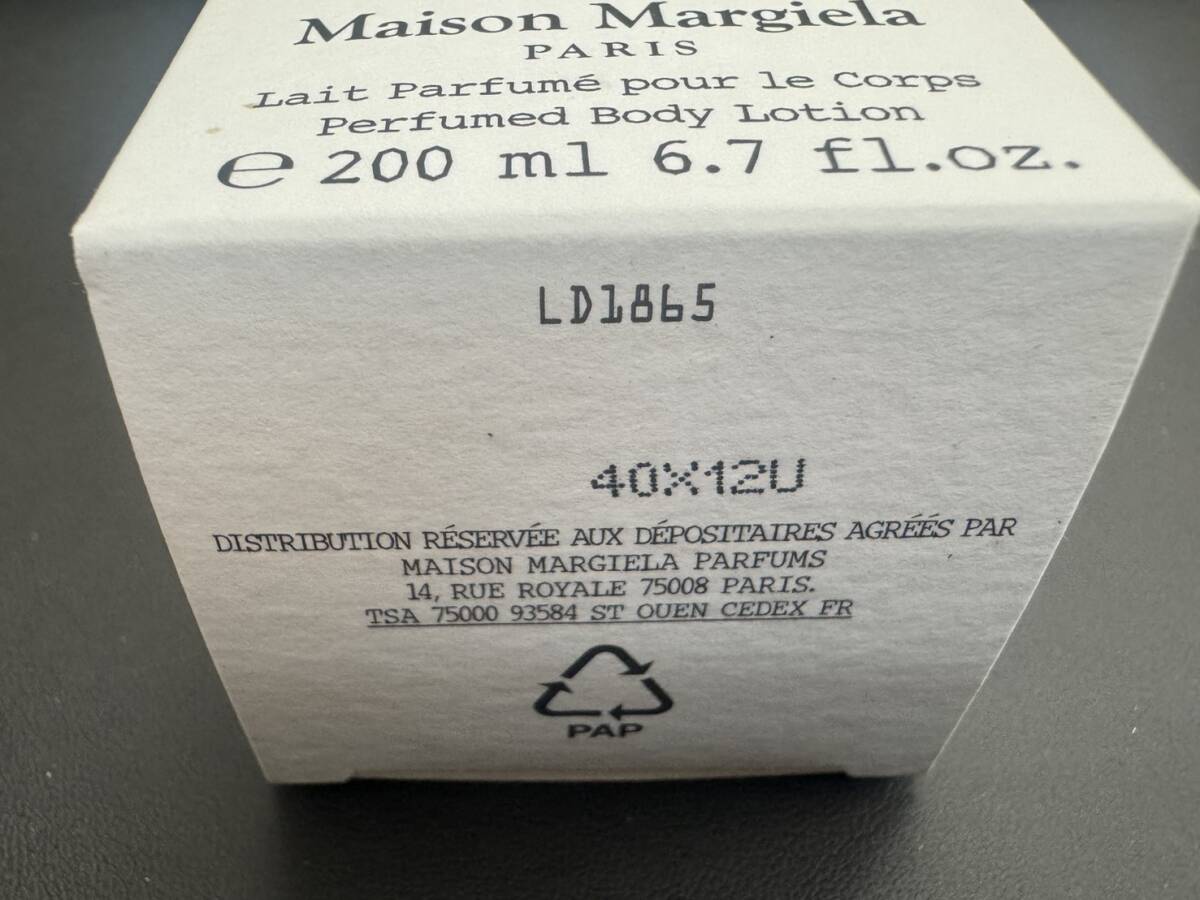 Maison Margiela
PARIS
Lait Parfumé pour le Corps
Perfumed Body Lotion
℮ 200 ml 6.7 fl.oz.
LD1865
40X12U
DISTRIBUTION RÉSERVÉE AUX DÉPOSITAIRES AGRÉÉS PAR
MAISON MARGIELA PARFUMS
14, RUE ROYALE 75008 PARIS.
TSA 75000 93584 ST OUEN CEDEX FR
PAP